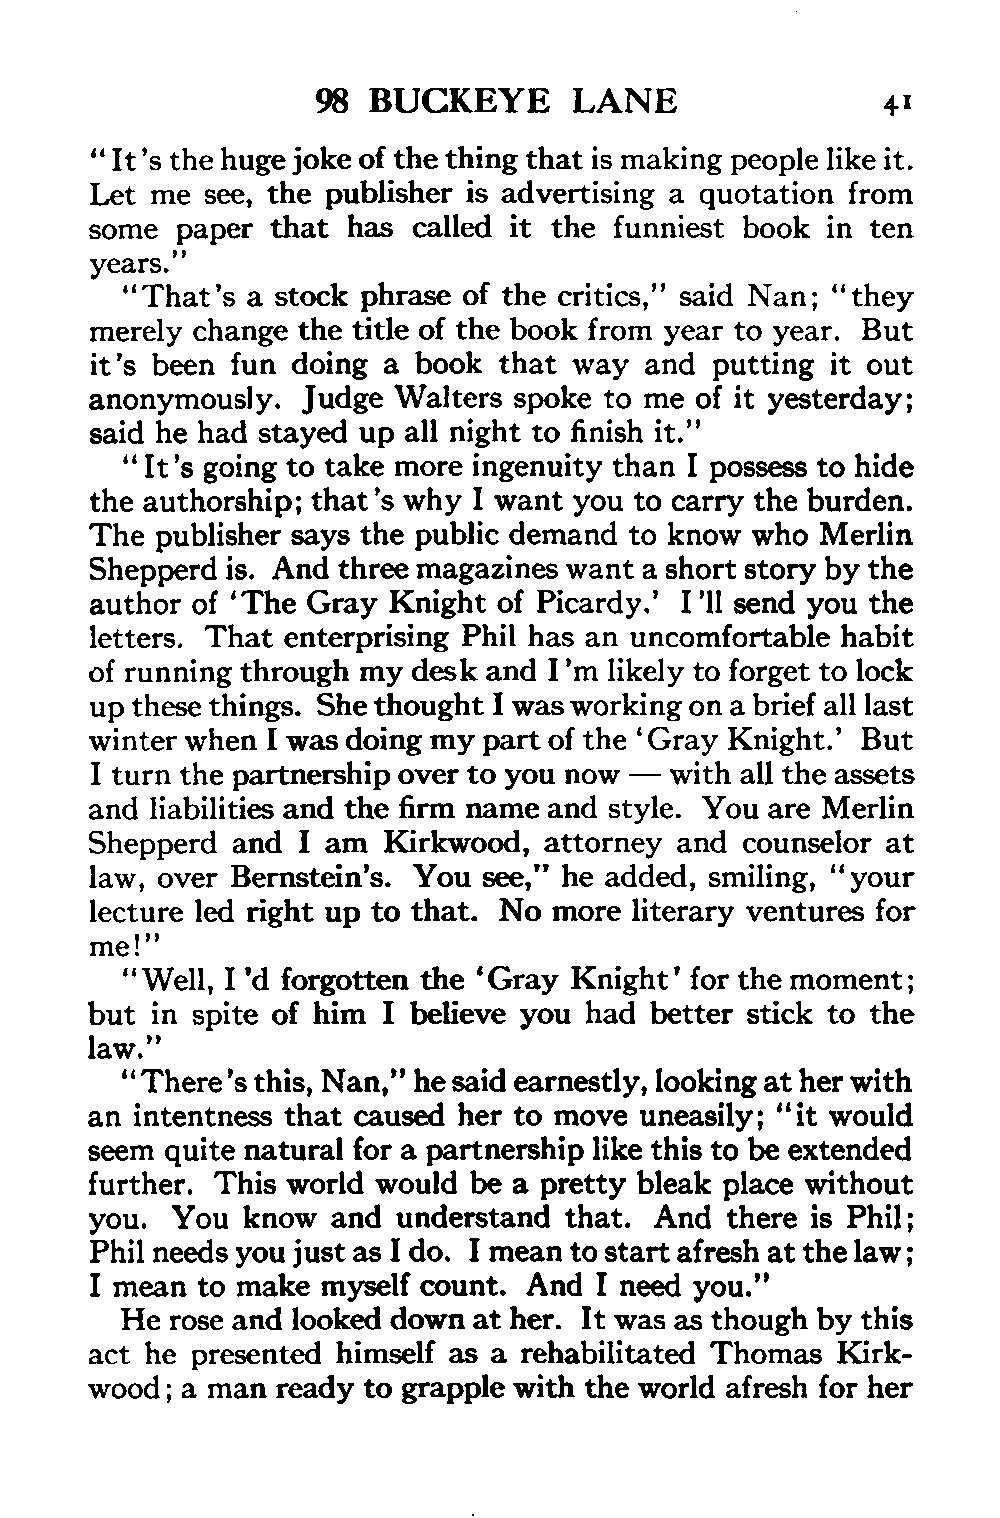 98 BUCKEYE LANE 41
"It's the huge joke of the thing that is making people like it.
Let me see, the publisher is advertising a quotation from
some paper that has called it the funniest book in ten
years."
"That's a stock phrase of the critics," said Nan; "they
merely change the title of the book from year to year. But
it's been fun doing a book that way and putting it out
anonymously. Judge Walters spoke to me of it yesterday;
said he had stayed up all night to finish it."
"It's going to take more ingenuity than I possess to hide
the authorship; that's why I want you to carry the burden.
The publisher says the public demand to know who Merlin
Shepperd is. And three magazines want a short story by the
author of 'The Gray Knight of Picardy.' I'll send you the
letters. That enterprising Phil has an uncomfortable habit
of running through my desk and I'm likely to forget to lock
up these things. She thought I was working on a brief all last
winter when I was doing my part of the 'Gray Knight.' But
I turn the partnership over to you now — with all the assets
and liabilities and the firm name and style. You are Merlin
Shepperd and I am Kirkwood, attorney and counselor at
law, over Bernstein's. You see," he added, smiling, "your
lecture led right up to that. No more literary ventures for
me!"
"Well, I'd forgotten the 'Gray Knight' for the moment;
but in spite of him I believe you had better stick to the
law."
"There's this, Nan," he said earnestly, looking at her with
an intentness that caused her to move uneasily; "it would
seem quite natural for a partnership like this to be extended
further. This world would be a pretty bleak place without
you. You know and understand that. And there is Phil;
Phil needs you just as I do. I mean to start afresh at the law;
I mean to make myself count. And I need you."
He rose and looked down at her. It was as though by this
act he presented himself as a rehabilitated Thomas Kirk-
wood; a man ready to grapple with the world afresh for her